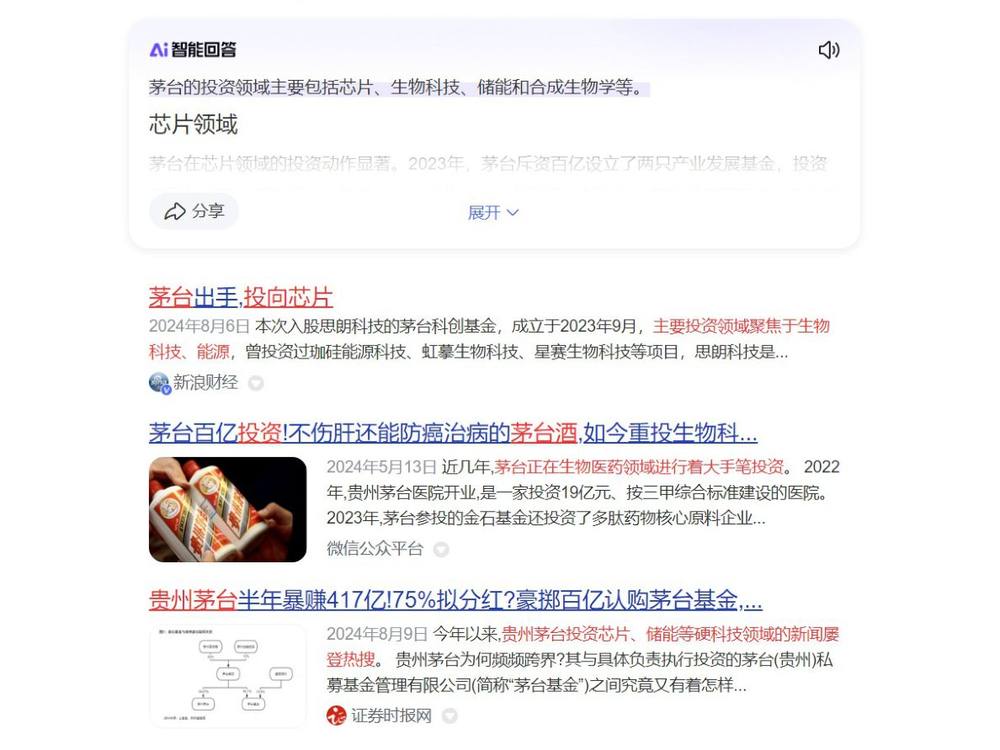 Ai智能回答
茅台的投资领域主要包括芯片、生物科技、储能和合成生物学等。
芯片领域
茅台在芯片领域的投资动作显著。2023年，茅台斥资百亿设立了两只产业发展基金，投资
分享
展开
茅台出手,投向芯片
2024年8月6日 本次入股思朗科技的茅台科创基金，成立于2023年9月，主要投资领域聚焦于生物
科技、能源，曾投资过珈硅能源科技、虹摹生物科技、星赛生物科技等项目，思朗科技是...
新浪财经
茅台百亿投资!不伤肝还能防癌治病的茅台酒,如今重投生物科...
2024年5月13日 近几年,茅台正在生物医药领域进行着大手笔投资。 2022
年,贵州茅台医院开业,是一家投资19亿元、按三甲综合标准建设的医院。
2023年,茅台参投的金石基金还投资了多肽药物核心原料企业...
微信公众平台
贵州茅台半年暴赚417亿!75%拟分红?豪掷百亿认购茅台基金,...
2024年8月9日 今年以来,贵州茅台投资芯片、储能等硬科技领域的新闻屡
登热搜。 贵州茅台为何频频跨界?其与具体负责执行投资的茅台(贵州)私
募基金管理有限公司(简称“茅台基金”)之间究竟又有着怎样...
证券时报网